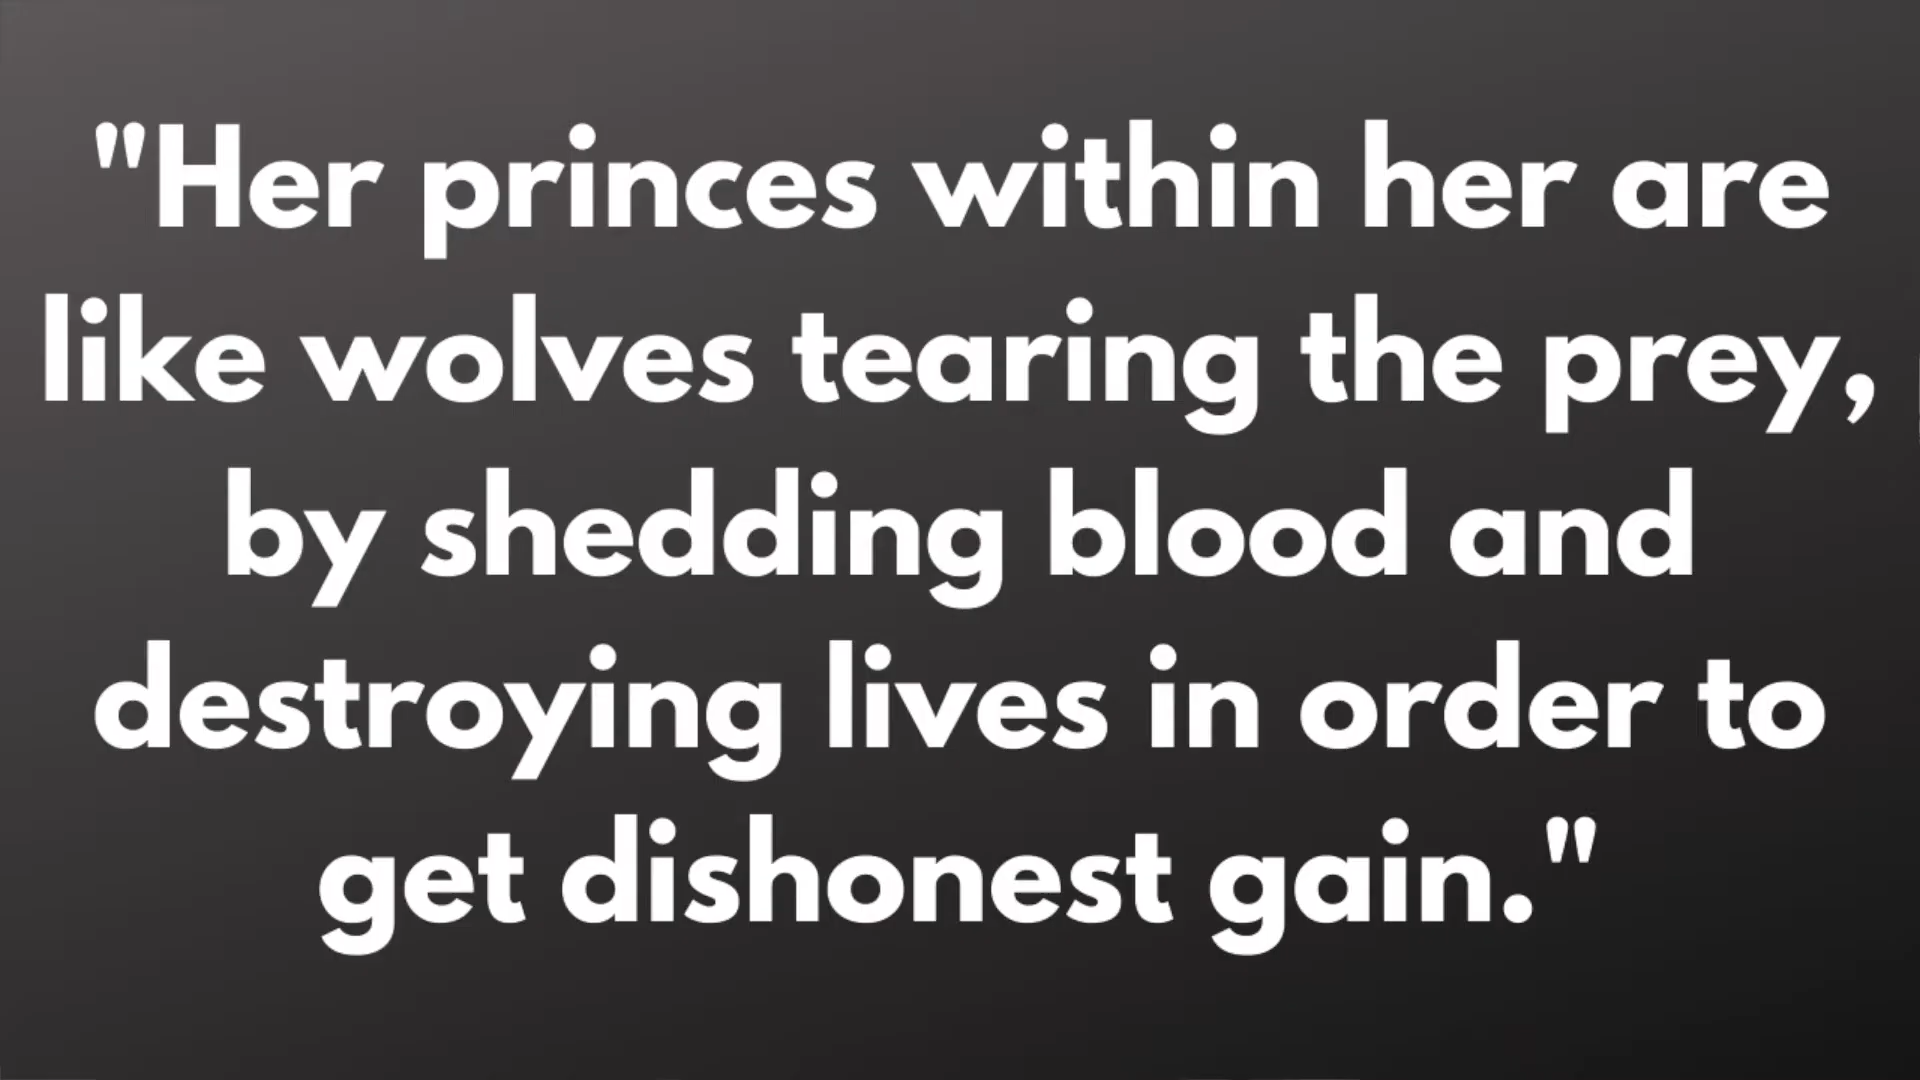 "Her princes within her are
like wolves tearing the prey,
by shedding blood and
destroying lives in order to
get dishonest gain."